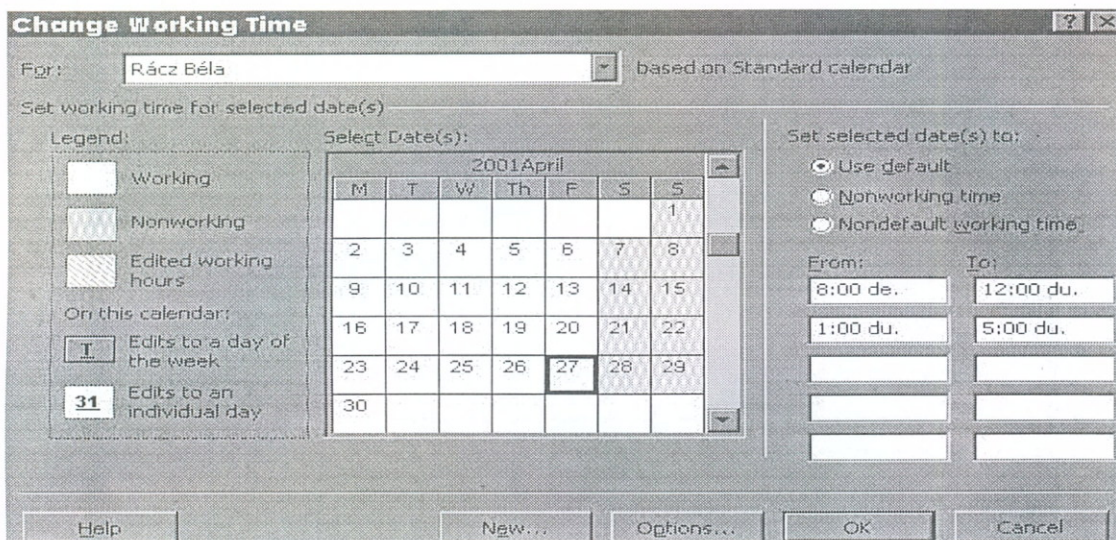 Change Working Time
For: Rácz Béla based on Standard calendar
Set working time for selected date(s)
Legend:
Working
Nonworking
Edited working
hours
On this calendar:
T Edits to a day of
the week
31 Edits to an
individual day
Select Date(s):
2001April
M T W Th F S S
1
2 3 4 5 6 7 8
9 10 11 12 13 14 15
16 17 18 19 20 21 22
23 24 25 26 27 28 29
30
Set selected date(s) to:
Use default
Nonworking time
Nondefault working time
From: To:
8:00 de. 12:00 du.
1:00 du. 5:00 du.
Help New... Options... OK Cancel